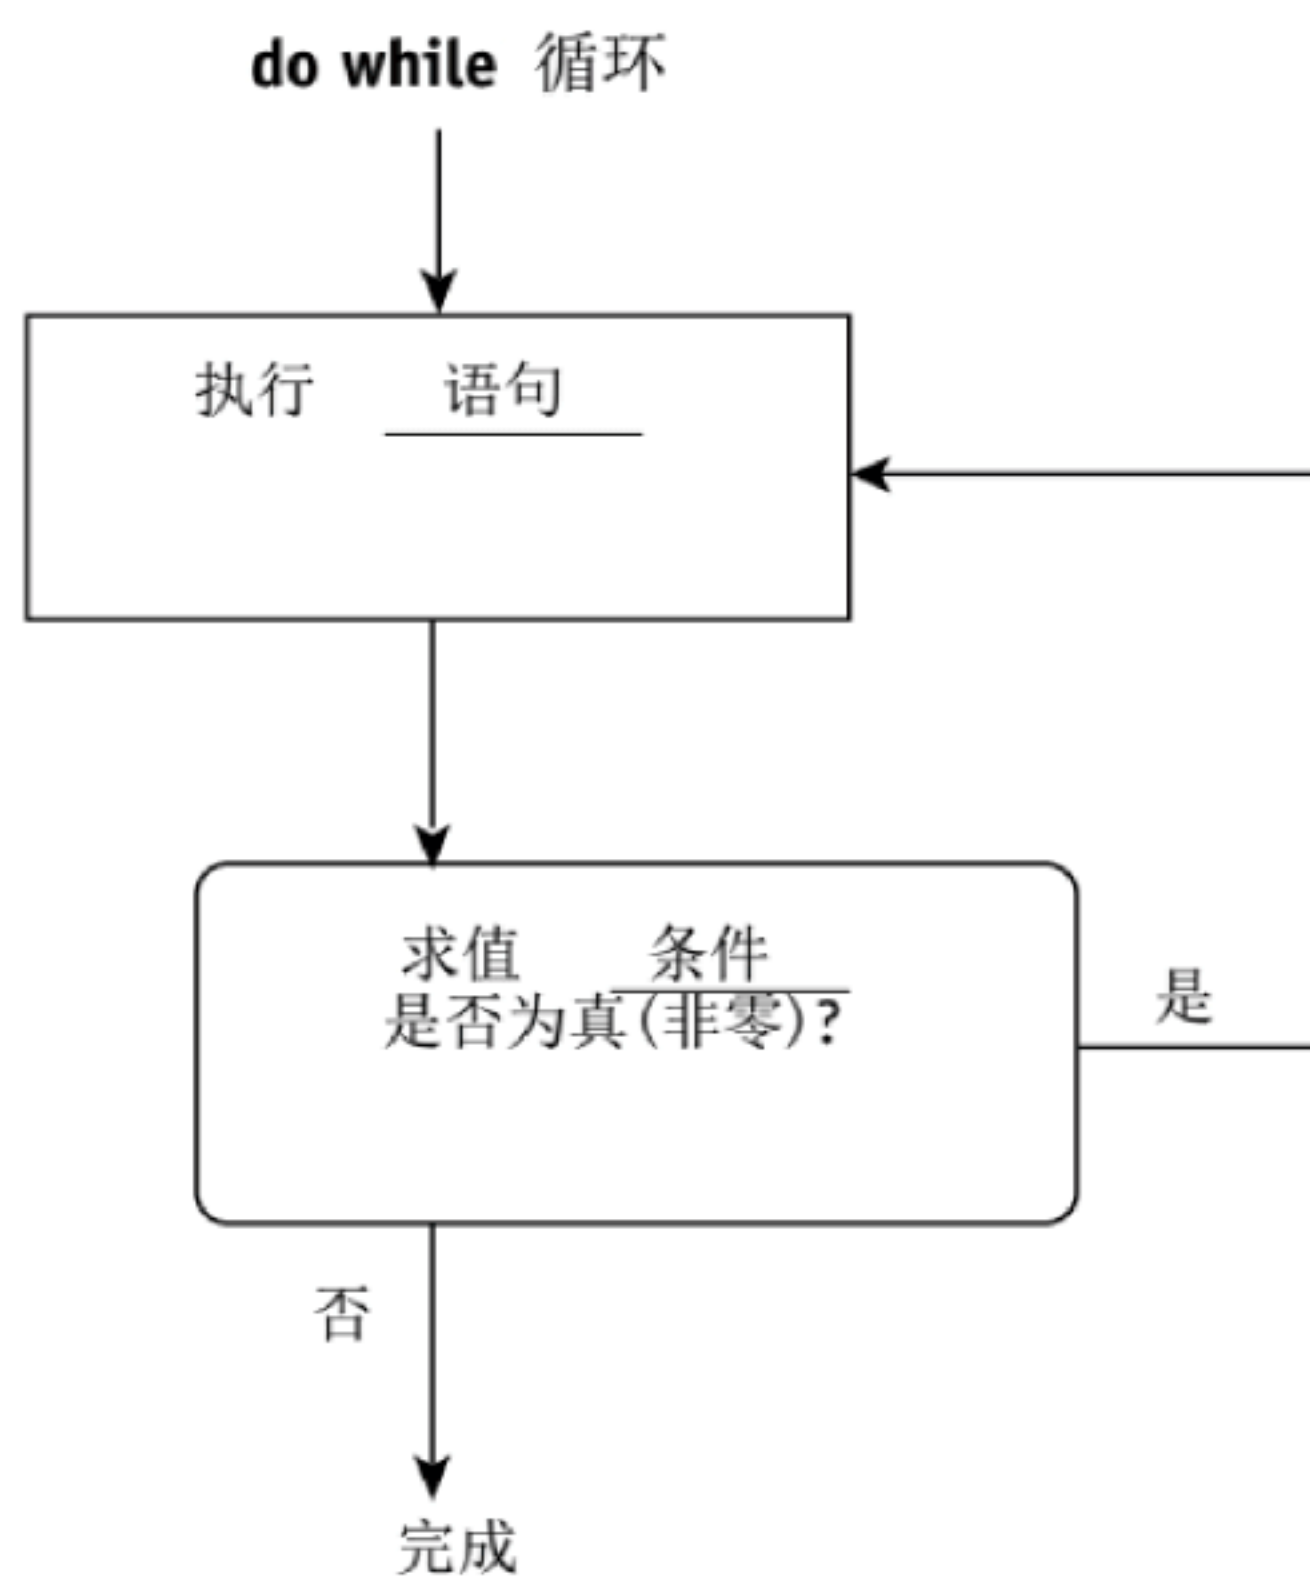 do while 循环
执行 语句
求值 条件
是否为真(非零)?
是
否
完成